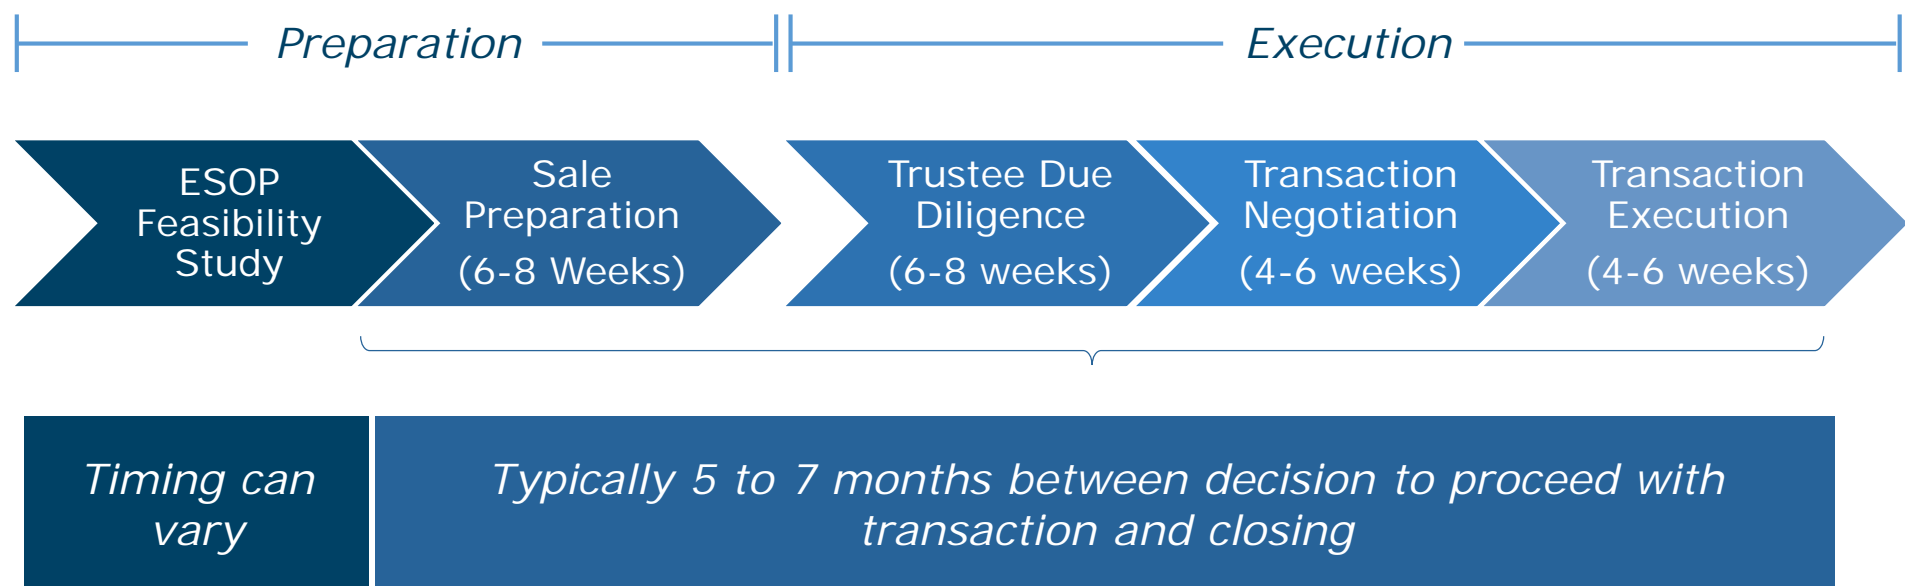 Preparation
Execution
ESOP
Feasibility
Study
Sale
Preparation
(6-8 Weeks)
Trustee Due
Diligence
(6-8 weeks)
Transaction
Negotiation
(4-6 weeks)
Transaction
Execution
(4-6 weeks)
Timing can
vary
Typically 5 to 7 months between decision to proceed with
transaction and closing